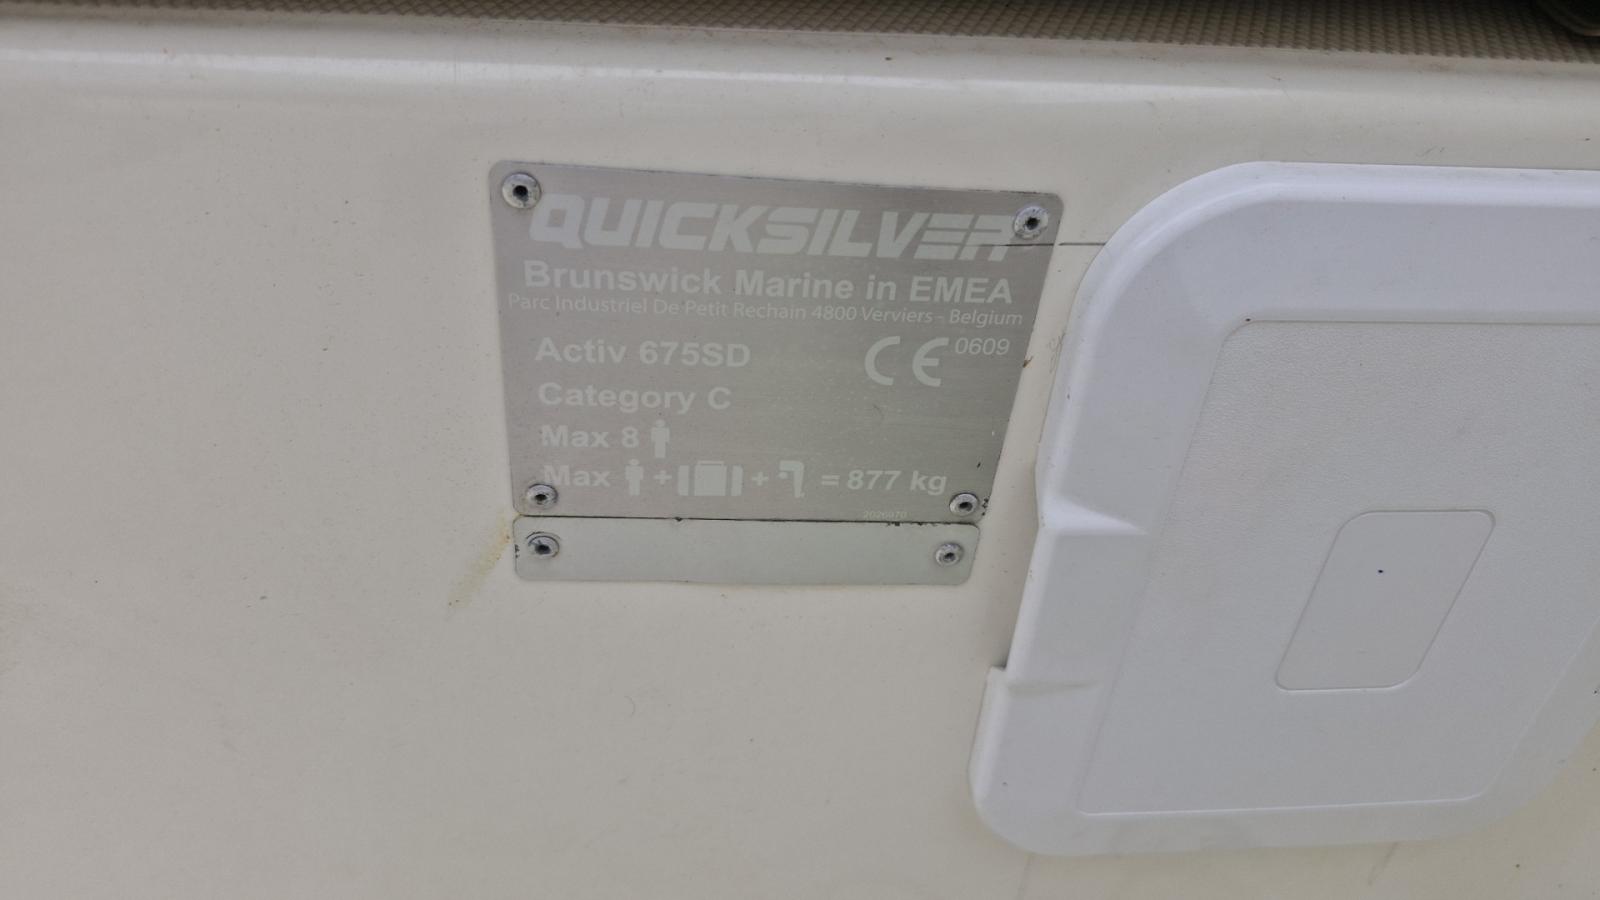 QUICKSILVER
Brunswick Marine in EMEA
Parc Industriel De Petit Rechain 4800 Verviers - Belgium
Activ 675SD
CE 0609
Category C
Max 8
Max + + = 877 kg
2026970